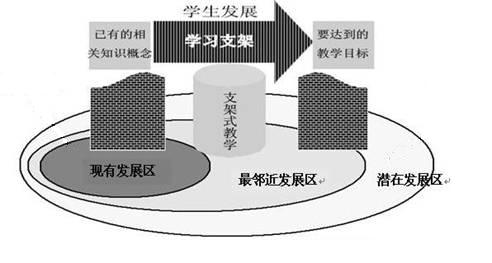 学生发展
已有的相
关知识概念
学习支架
要达到的
教学目标
支架式教学
现有发展区
最邻近发展区
潜在发展区